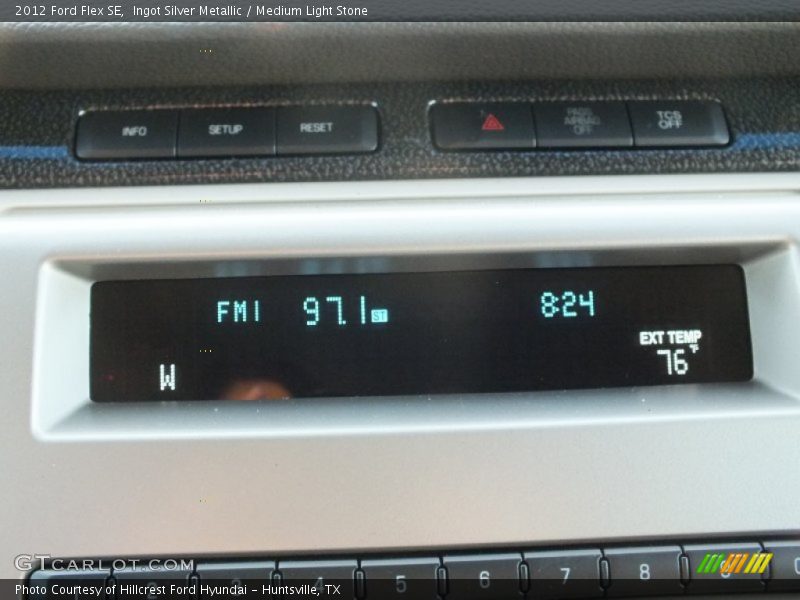 2012 Ford Flex SE,  Ingot Silver Metallic / Medium Light Stone
INFO SETUP RESET
PASS AIRBAG OFF
TCS OFF
FM1 97.1 ST 8:24
EXT TEMP
W 76°F
GTCARLOT.COM
4 5 6 7 8
Photo Courtesy of Hillcrest Ford Hyundai – Huntsville, TX